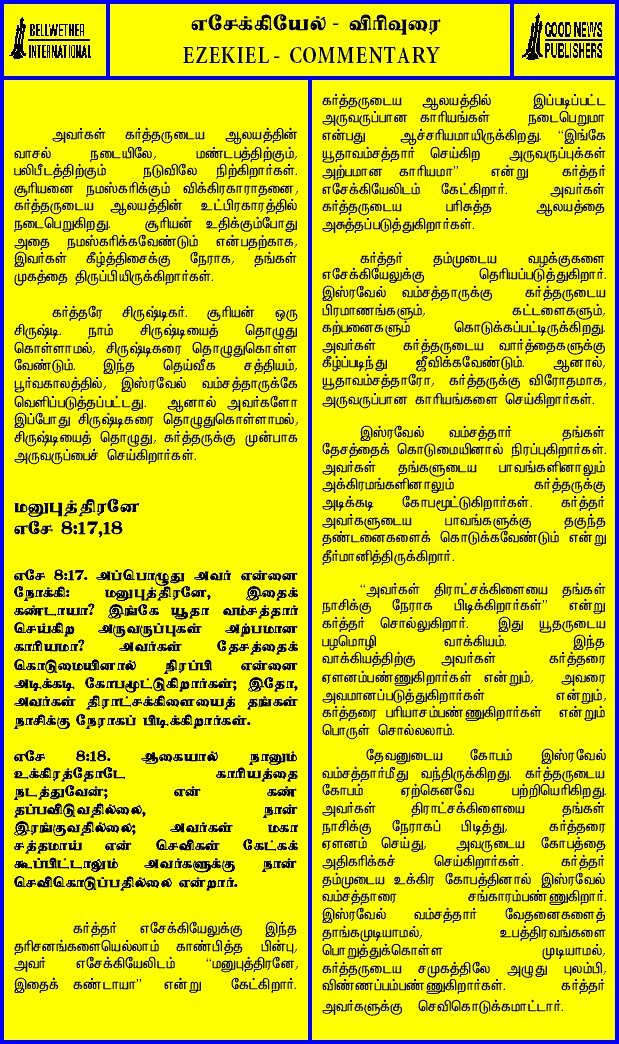 BELLWETHER
INTERNATIONAL
எசேக்கியேல் - விரிவுரை
EZEKIEL - COMMENTARY
GOOD NEWS
PUBLISHERS
அவர்கள் கர்த்தருடைய ஆலயத்தின்
வாசல் நடையிலே, மண்டபத்திற்கும்,
பலிபீடத்திற்கும் நடுவிலே நிற்கிறார்கள்.
சூரியனை நமஸ்கரிக்கும் விக்கிரகாராதனை,
கர்த்தருடைய ஆலயத்தின் உட்பிரகாரத்தில்
நடைபெறுகிறது. சூரியன் உதிக்கும்போது
அதை நமஸ்கரிக்கவேண்டும் என்பதற்காக,
இவர்கள் கீழ்த்திசைக்கு நேராக, தங்கள்
முகத்தை திருப்பியிருக்கிறார்கள்.
கர்த்தரே சிருஷ்டிகர். சூரியன் ஒரு
சிருஷ்டி. நாம் சிருஷ்டியைத் தொழுது
கொள்ளாமல், சிருஷ்டிகரை தொழுதுகொள்ள
வேண்டும். இந்த தெய்வீக சத்தியம்,
பூர்வகாலத்தில், இஸ்ரவேல் வம்சத்தாருக்கே
வெளிப்படுத்தப்பட்டது. ஆனால் அவர்களோ
இப்போது சிருஷ்டிகரை தொழுதுகொள்ளாமல்,
சிருஷ்டியைத் தொழுது, கர்த்தருக்கு முன்பாக
அருவருப்பைச் செய்கிறார்கள்.
மனுபுத்திரனே
எசே 8:17,18
எசே 8:17. அப்பொழுது அவர் என்னை
நோக்கி: மனுபுத்திரனே, இதைக்
கண்டாயா? இங்கே யூதா வம்சத்தார்
செய்கிற அருவருப்புகள் அற்பமான
காரியமா? அவர்கள் தேசத்தைக்
கொடுமையினால் நிரப்பி என்னை
அடிக்கடி கோபமூட்டுகிறார்கள்; இதோ,
அவர்கள் திராட்சக்கிளையைத் தங்கள்
நாசிக்கு நேராகப் பிடிக்கிறார்கள்.
எசே 8:18. ஆகையால் நானும்
உக்கிரத்தோடே காரியத்தை
நடத்துவேன்; என் கண்
தப்பவிடுவதில்லை, நான்
இரங்குவதில்லை; அவர்கள் மகா
சத்தமாய் என் செவிகள் கேட்கக்
கூப்பிட்டாலும் அவர்களுக்கு நான்
செவிகொடுப்பதில்லை என்றார்.
கர்த்தர் எசேக்கியேலுக்கு இந்த
தரிசனங்களையெல்லாம் காண்பித்த பின்பு,
அவர் எசேக்கியேலிடம் “மனுபுத்திரனே,
இதைக் கண்டாயா” என்று கேட்கிறார்.
கர்த்தருடைய ஆலயத்தில் இப்படிப்பட்ட
அருவருப்பான காரியங்கள் நடைபெறுமா
என்பது ஆச்சரியமாயிருக்கிறது. “இங்கே
யூதாவம்சத்தார் செய்கிற அருவருப்புக்கள்
அற்பமான காரியமா” என்று கர்த்தர்
எசேக்கியேலிடம் கேட்கிறார். அவர்கள்
கர்த்தருடைய பரிசுத்த ஆலயத்தை
அசுத்தப்படுத்துகிறார்கள்.
கர்த்தர் தம்முடைய வழக்குகளை
எசேக்கியேலுக்கு தெரியப்படுத்துகிறார்.
இஸ்ரவேல் வம்சத்தாருக்கு கர்த்தருடைய
பிரமாணங்களும், கட்டளைகளும்,
கற்பனைகளும் கொடுக்கப்பட்டிருக்கிறது.
அவர்கள் கர்த்தருடைய வார்த்தைகளுக்கு
கீழ்ப்படிந்து ஜீவிக்கவேண்டும். ஆனால்,
யூதாவம்சத்தாரோ, கர்த்தருக்கு விரோதமாக,
அருவருப்பான காரியங்களை செய்கிறார்கள்.
இஸ்ரவேல் வம்சத்தார் தங்கள்
தேசத்தைக் கொடுமையினால் நிரப்புகிறார்கள்.
அவர்கள் தங்களுடைய பாவங்களினாலும்
அக்கிரமங்களினாலும் கர்த்தருக்கு
அடிக்கடி கோபமூட்டுகிறார்கள். கர்த்தர்
அவர்களுடைய பாவங்களுக்கு தகுந்த
தண்டனைகளைக் கொடுக்கவேண்டும் என்று
தீர்மானித்திருக்கிறார்.
“அவர்கள் திராட்சக்கிளையை தங்கள்
நாசிக்கு நேராக பிடிக்கிறார்கள்” என்று
கர்த்தர் சொல்லுகிறார். இது யூதருடைய
பழமொழி வாக்கியம். இந்த
வாக்கியத்திற்கு அவர்கள் கர்த்தரை
ஏளனம்பண்ணுகிறார்கள் என்றும், அவரை
அவமானப்படுத்துகிறார்கள் என்றும்,
கர்த்தரை பரியாசம்பண்ணுகிறார்கள் என்றும்
பொருள் சொல்லலாம்.
தேவனுடைய கோபம் இஸ்ரவேல்
வம்சத்தார்மீது வந்திருக்கிறது. கர்த்தருடைய
கோபம் ஏற்கெனவே பற்றியெரிகிறது.
அவர்கள் திராட்சக்கிளையை தங்கள்
நாசிக்கு நேராகப் பிடித்து, கர்த்தரை
ஏளனம் செய்து, அவருடைய கோபத்தை
அதிகரிக்கச் செய்கிறார்கள். கர்த்தர்
தம்முடைய உக்கிர கோபத்தினால் இஸ்ரவேல்
வம்சத்தாரை சங்காரம்பண்ணுகிறார்.
இஸ்ரவேல் வம்சத்தார் வேதனைகளைத்
தாங்கமுடியாமல், உபத்திரவங்களை
பொறுத்துக்கொள்ள முடியாமல்,
கர்த்தருடைய சமுகத்திலே அழுது புலம்பி,
விண்ணப்பம்பண்ணுகிறார்கள். கர்த்தர்
அவர்களுக்கு செவிகொடுக்கமாட்டார்.